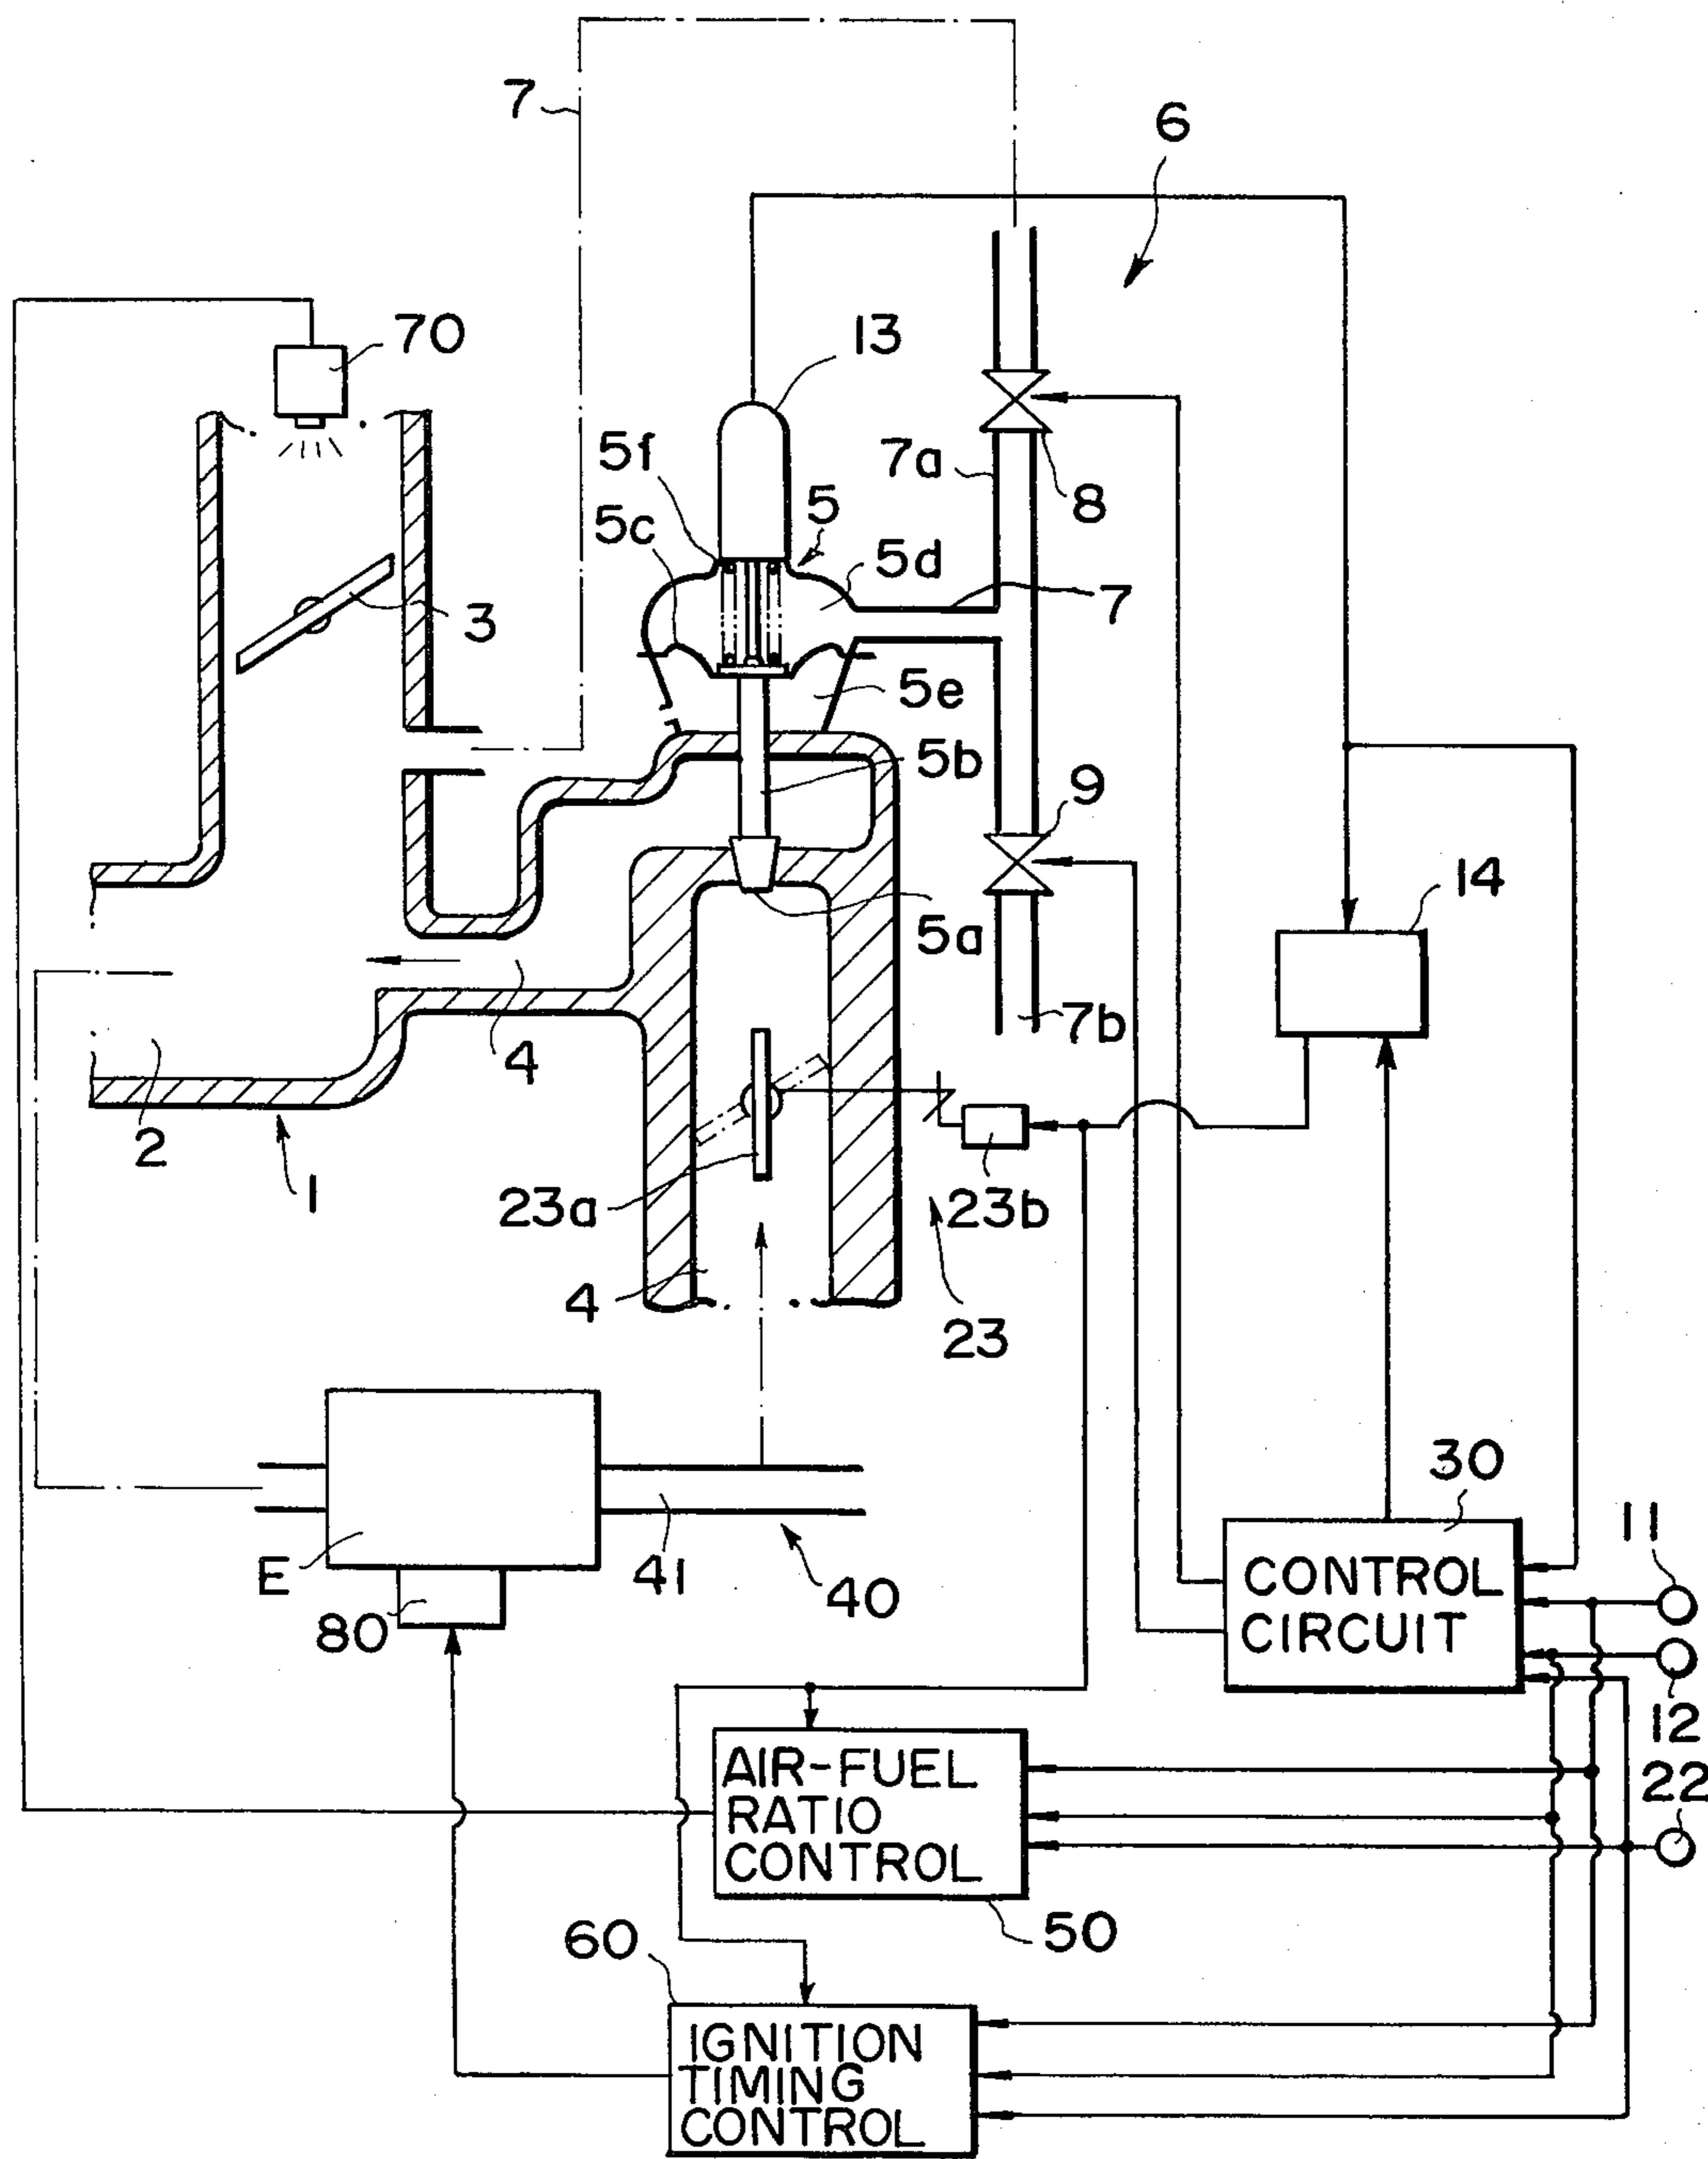 7
6
70
13
5f
7a
8
5
5c
5d
7
3
5e
5b
9
14
5a
7b
4
2
1
23a
23b
4
23
30
11
E
41
40
CONTROL
CIRCUIT
80
12
AIR-FUEL
RATIO
CONTROL
22
50
60
IGNITION
TIMING
CONTROL